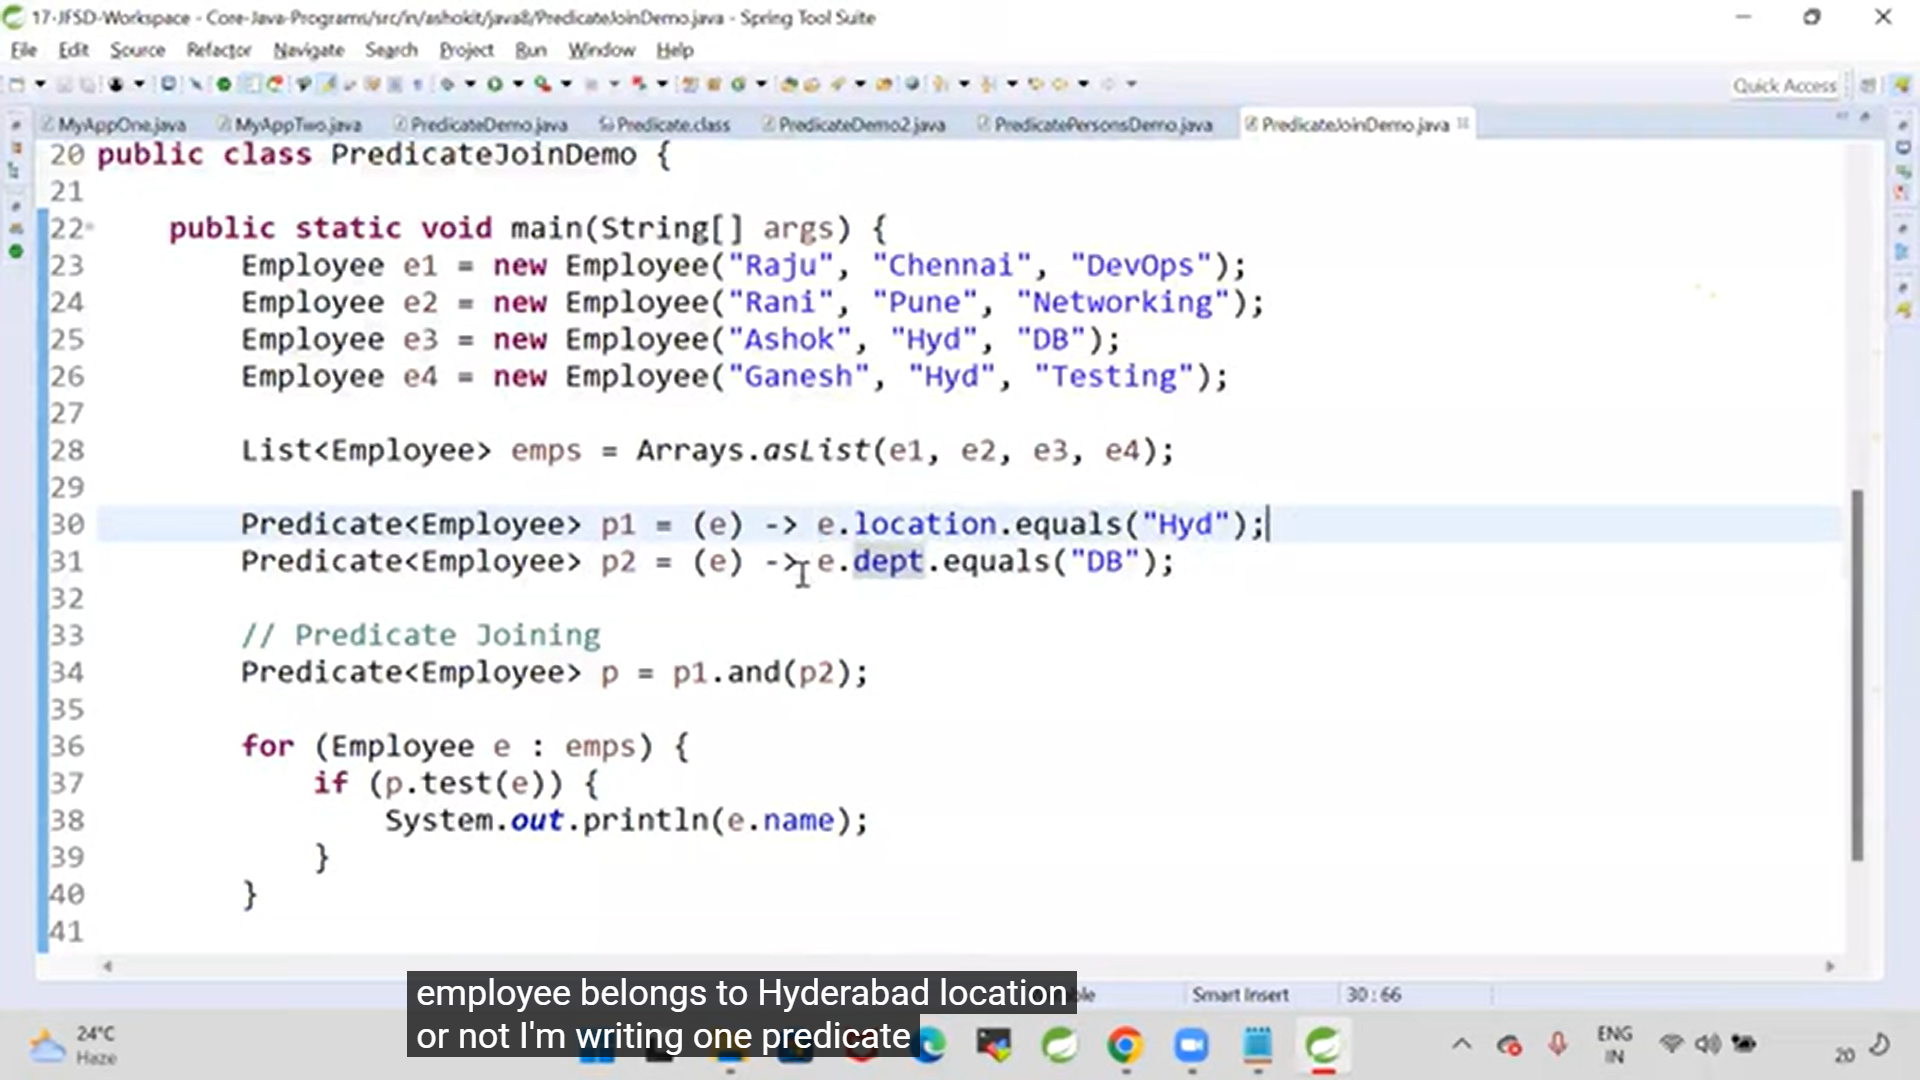 17-JFSD-Workspace - Core-Java-Programs/src/in/ashokit/java8/PredicateJoinDemo.java - Spring Tool Suite
File Edit Source Refactor Navigate Search Project Run Window Help
Quick Access
MyAppOne.java MyAppTwo.java PredicateDemo.java Predicate.class PredicateDemo2.java PredicatePersonsDemo.java PredicateJoinDemo.java
20 public class PredicateJoinDemo {
21
22 public static void main(String[] args) {
23 Employee e1 = new Employee("Raju", "Chennai", "DevOps");
24 Employee e2 = new Employee("Rani", "Pune", "Networking");
25 Employee e3 = new Employee("Ashok", "Hyd", "DB");
26 Employee e4 = new Employee("Ganesh", "Hyd", "Testing");
27
28 List<Employee> emps = Arrays.asList(e1, e2, e3, e4);
29
30 Predicate<Employee> p1 = (e) -> e.location.equals("Hyd");
31 Predicate<Employee> p2 = (e) -> e.dept.equals("DB");
32
33 // Predicate Joining
34 Predicate<Employee> p = p1.and(p2);
35
36 for (Employee e : emps) {
37 if (p.test(e)) {
38 System.out.println(e.name);
39 }
40 }
41
employee belongs to Hyderabad location
or not I'm writing one predicate
Smart Insert 30 : 66
24°C
Haze
ENG
IN
20